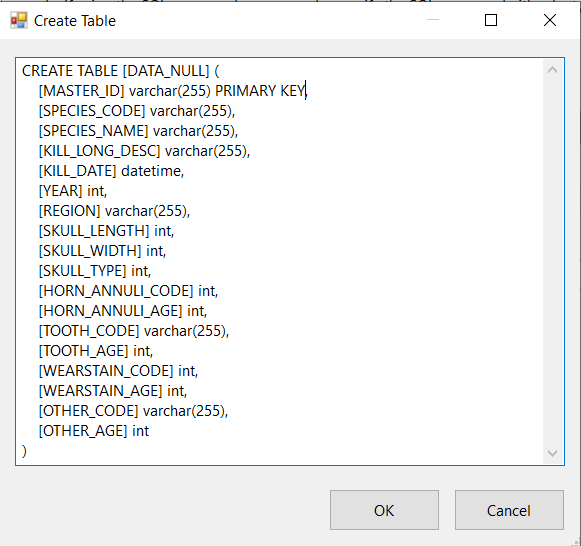 Create Table
CREATE TABLE [DATA_NULL] (
[MASTER_ID] varchar(255) PRIMARY KEY,
[SPECIES_CODE] varchar(255),
[SPECIES_NAME] varchar(255),
[KILL_LONG_DESC] varchar(255),
[KILL_DATE] datetime,
[YEAR] int,
[REGION] varchar(255),
[SKULL_LENGTH] int,
[SKULL_WIDTH] int,
[SKULL_TYPE] int,
[HORN_ANNULI_CODE] int,
[HORN_ANNULI_AGE] int,
[TOOTH_CODE] varchar(255),
[TOOTH_AGE] int,
[WEARSTAIN_CODE] int,
[WEARSTAIN_AGE] int,
[OTHER_CODE] varchar(255),
[OTHER_AGE] int
)
OK Cancel